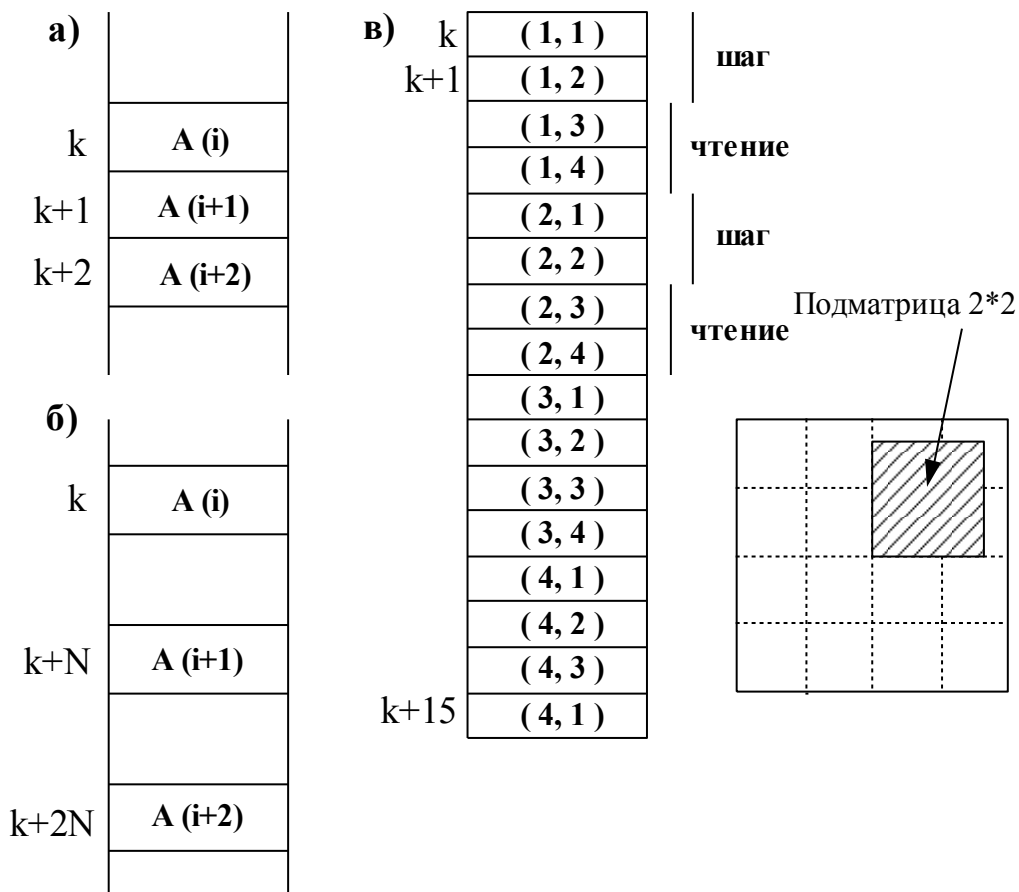 а)
k
A (i)
k+1
A (i+1)
k+2
A (i+2)
б)
k
A (i)
k+N
A (i+1)
k+2N
A (i+2)
в)
k
( 1, 1 )
k+1
( 1, 2 )
( 1, 3 )
( 1, 4 )
( 2, 1 )
( 2, 2 )
( 2, 3 )
( 2, 4 )
( 3, 1 )
( 3, 2 )
( 3, 3 )
( 3, 4 )
( 4, 1 )
( 4, 2 )
( 4, 3 )
k+15
( 4, 1 )
шаг
чтение
шаг
чтение
Подматрица 2*2